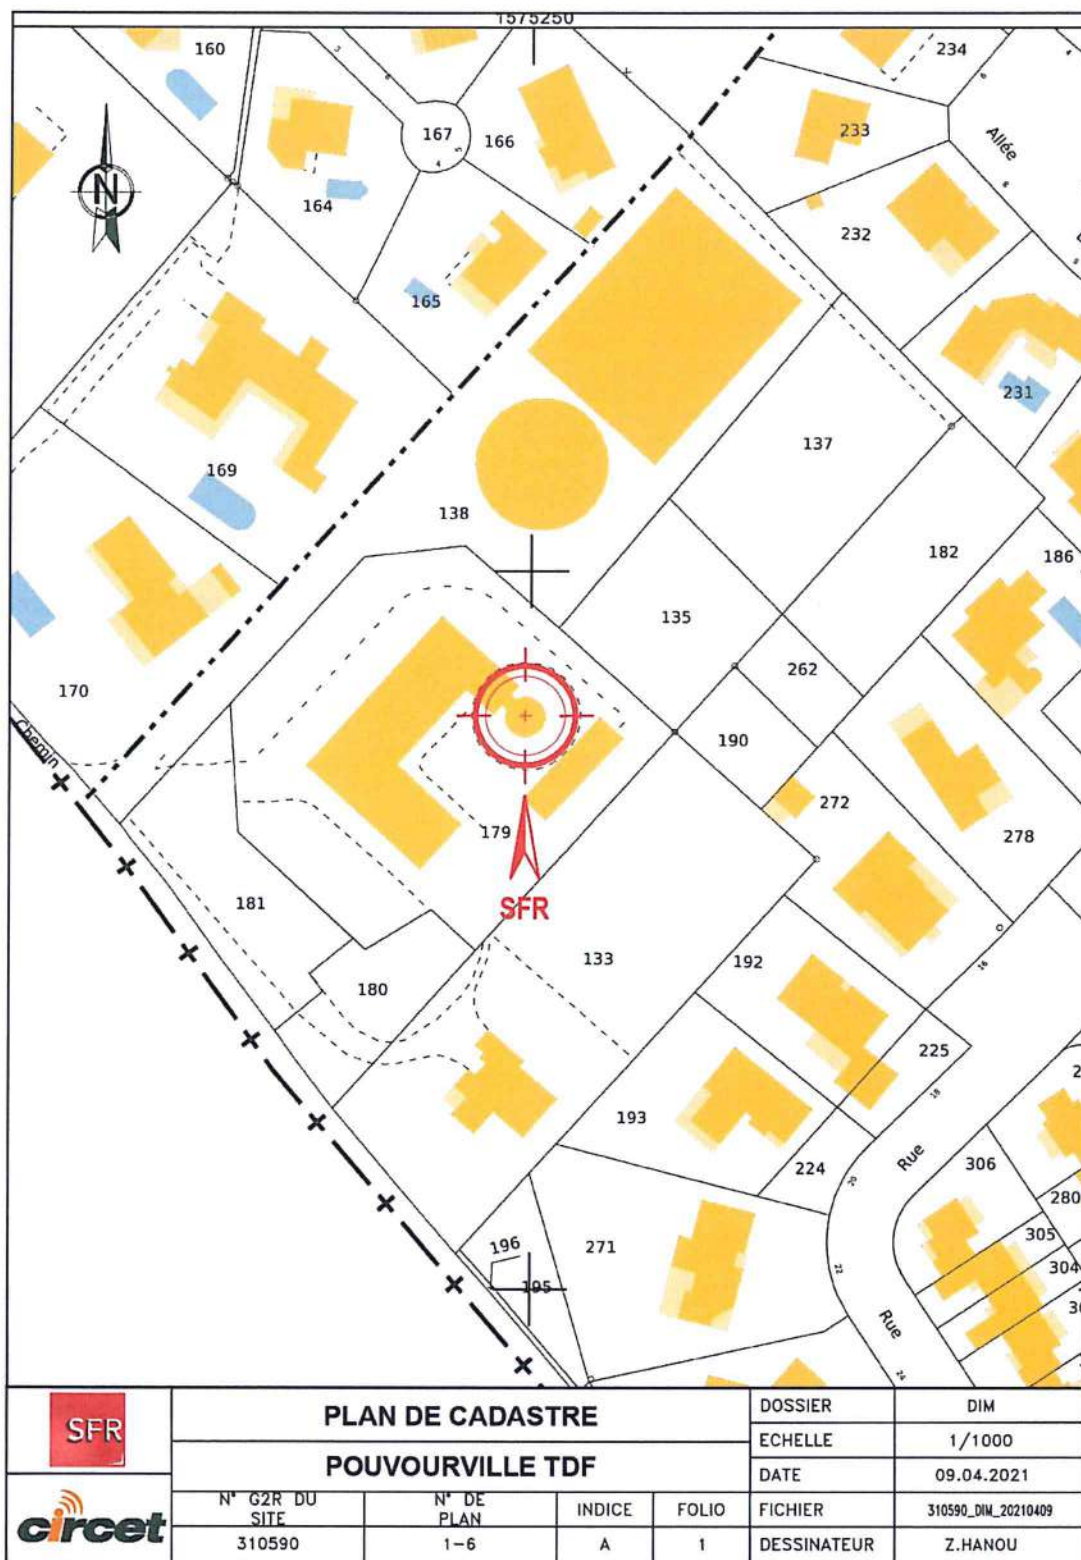 1575250
160
234
167
166
233
Allée
164
232
N
165
231
137
169
138
182
186
135
262
170
190
Chemin
272
179
278
181
SFR
133
192
180
225
193
Rue
306
224
280
305
196
271
304
195
Rue
SFR
PLAN DE CADASTRE
DOSSIER DIM
ECHELLE 1/1000
POUVOURVILLE TDF
DATE 09.04.2021
circet
N° G2R DU SITE
N° DE PLAN
INDICE
FOLIO
FICHIER 310590_DIM_20210409
310590
1-6
A
1
DESSINATEUR Z.HANOU